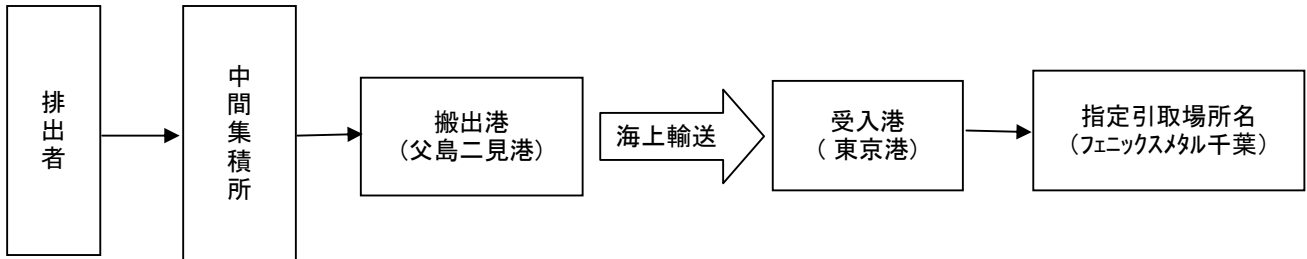 排出者
中間集積所
搬出港
（父島二見港）
海上輸送
受入港
（ 東京港）
指定引取場所名
（ﾌｪﾆｯｸｽﾒﾀﾙ千葉）